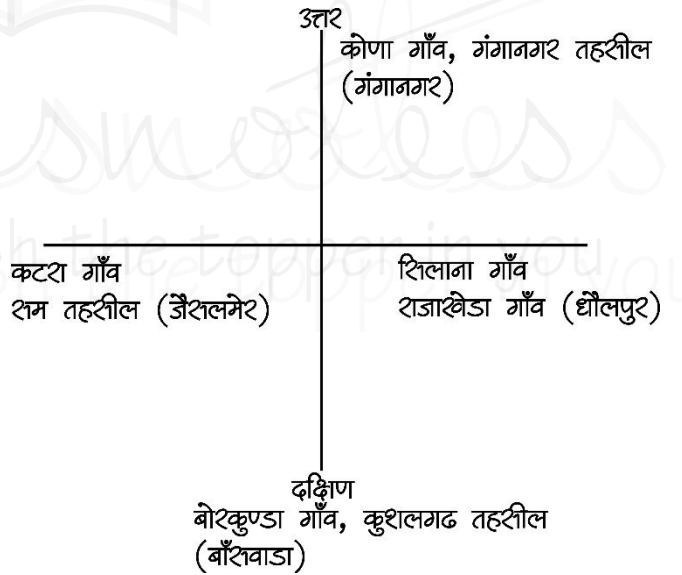 उत्तर
कोणा गाँव, गंगानगर तहसील
(गंगानगर)
कटरा गाँव
सम तहसील (जैसलमेर)
सिलाना गाँव
राजाखेडा गाँव (धौलपुर)
दक्षिण
बोरकुण्डा गाँव, कुशलगढ तहसील
(बाँसवाडा)